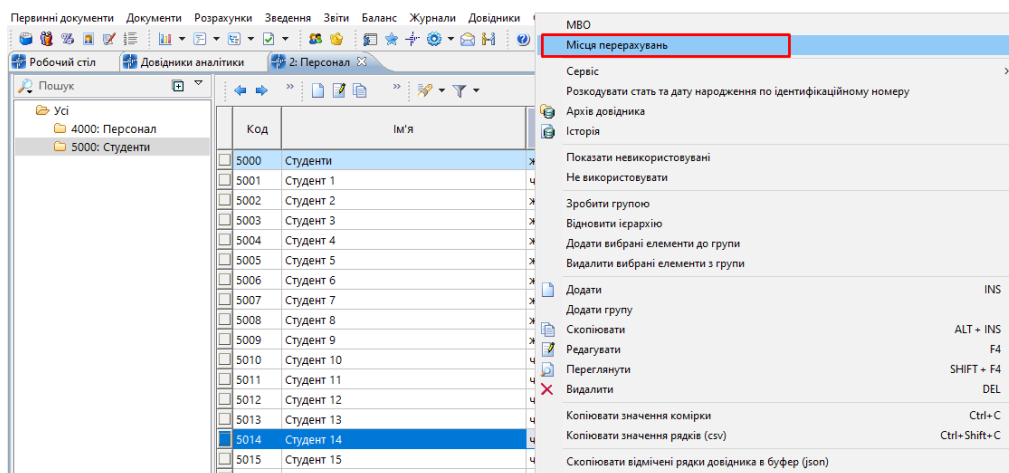 Первинні документи Документи Розрахунки Зведення Звіти Баланс Журнали Довідники
Робочий стіл Довідники аналітики 2: Персонал
Пошук
Усі
4000: Персонал
5000: Студенти
Код Ім'я
5000 Студенти ж
5001 Студент 1 ч
5002 Студент 2 ж
5003 Студент 3 ж
5004 Студент 4 ж
5005 Студент 5 ж
5006 Студент 6 ж
5007 Студент 7 ж
5008 Студент 8 ж
5009 Студент 9 ж
5010 Студент 10 ч
5011 Студент 11 ч
5012 Студент 12 ч
5013 Студент 13 ч
5014 Студент 14 ч
5015 Студент 15 ч
МВО
Місця перерахувань
Сервіс
Розкодувати стать та дату народження по ідентифікаційному номеру
Архів довідника
Історія
Показати невикористовувані
Не використовувати
Зробити групою
Відновити ієрархію
Додати вибрані елементи до групи
Видалити вибрані елементи з групи
Додати INS
Додати групу
Скопіювати ALT + INS
Редагувати F4
Переглянути SHIFT + F4
Видалити DEL
Копіювати значення комірки Ctrl+C
Копіювати значення рядків (csv) Ctrl+Shift+C
Скопіювати відмічені рядки довідника в буфер (json)